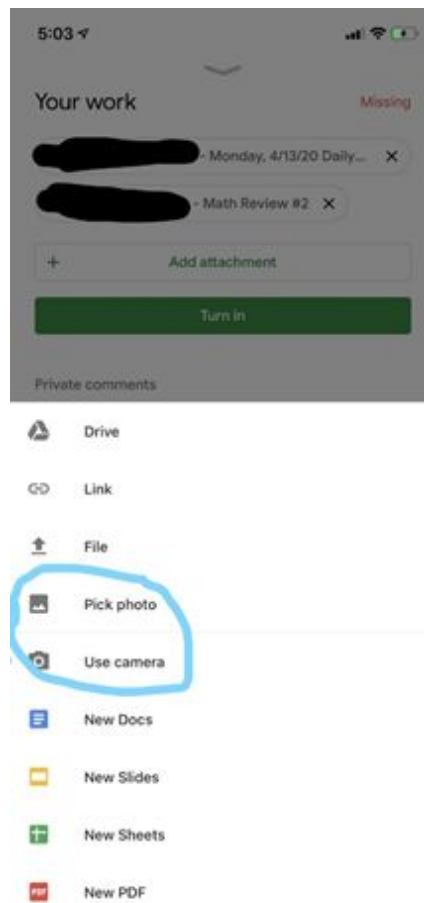 5:03
Your work Missing
- Monday, 4/13/20 Daily...
- Math Review #2
Add attachment
Turn in
Private comments
Drive
Link
File
Pick photo
Use camera
New Docs
New Slides
New Sheets
PDF New PDF